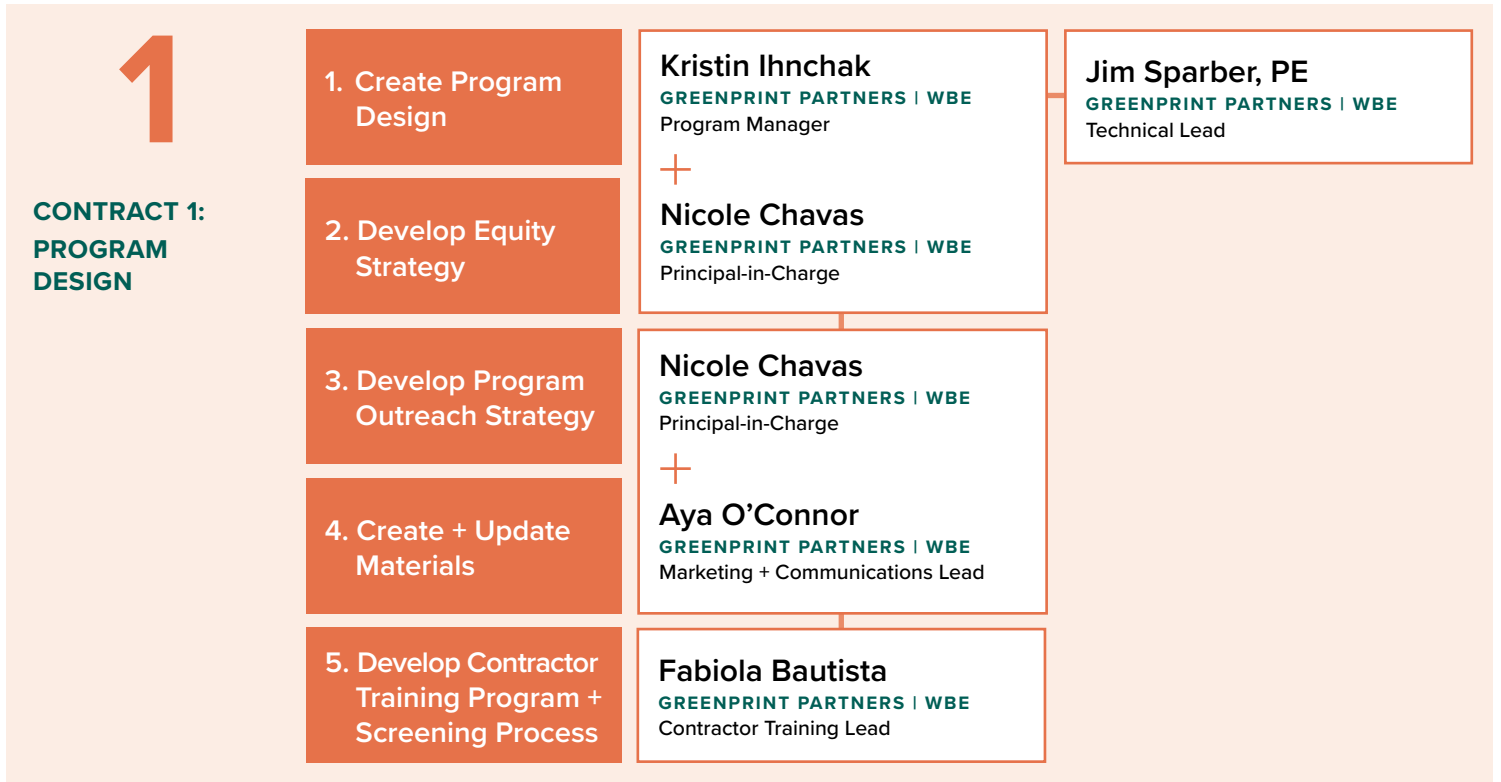 1
CONTRACT 1:
PROGRAM
DESIGN
1. Create Program
Design
2. Develop Equity
Strategy
3. Develop Program
Outreach Strategy
4. Create + Update
Materials
5. Develop Contractor
Training Program +
Screening Process
Kristin Ihnchak
GREENPRINT PARTNERS | WBE
Program Manager
+
Nicole Chavas
GREENPRINT PARTNERS | WBE
Principal-in-Charge
Nicole Chavas
GREENPRINT PARTNERS | WBE
Principal-in-Charge
+
Aya O’Connor
GREENPRINT PARTNERS | WBE
Marketing + Communications Lead
Fabiola Bautista
GREENPRINT PARTNERS | WBE
Contractor Training Lead
Jim Sparber, PE
GREENPRINT PARTNERS | WBE
Technical Lead